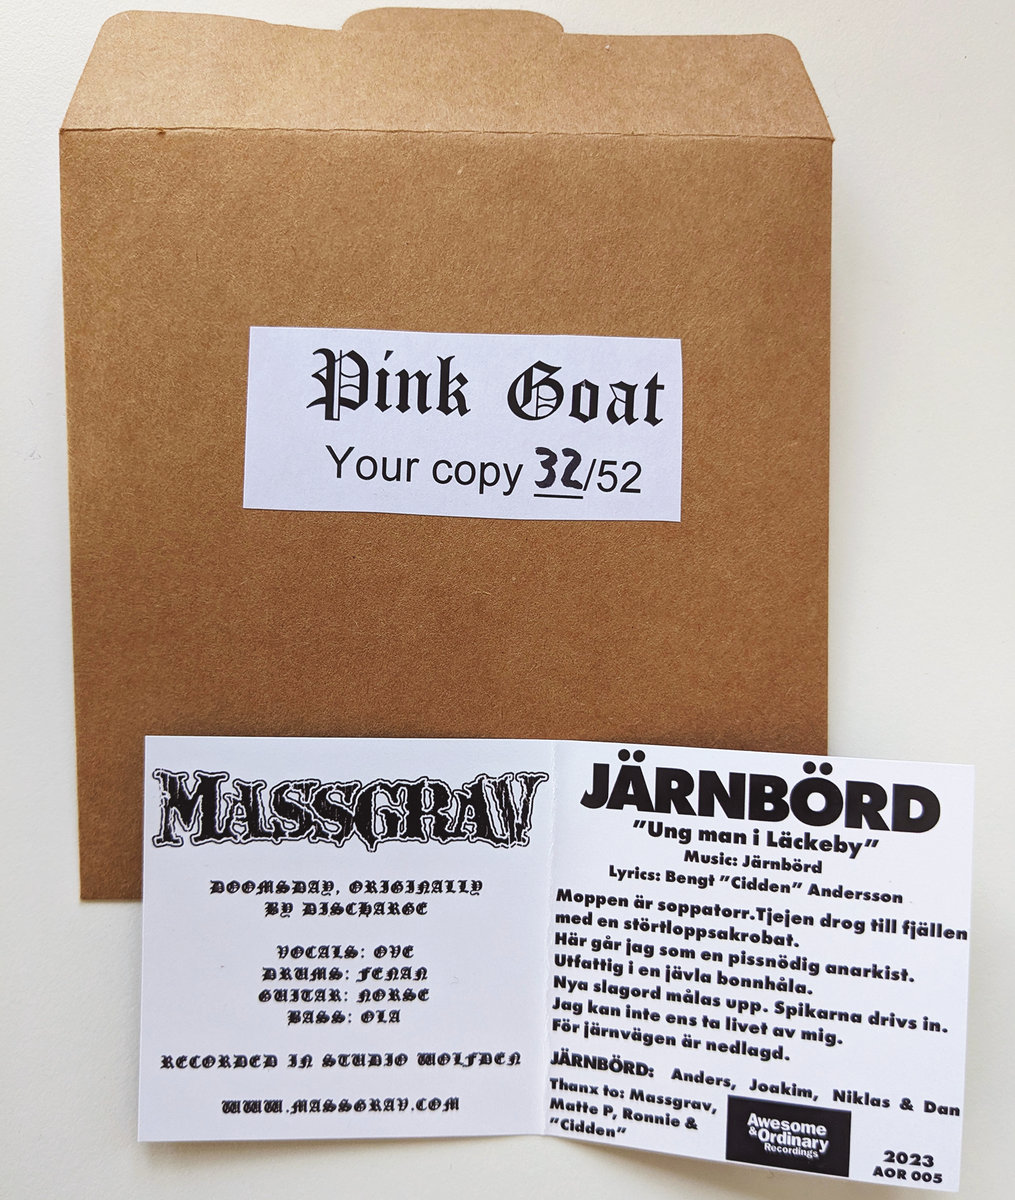 Pink Goat
Your copy 32/52
MASSGRAV
DOOMSDAY, ORIGINALLY
BY DISCHARGE
VOCALS: OVE
DRUMS: FENAN
GUITAR: NORSE
BASS: OLA
RECORDED IN STUDIO WOLFDEN
WWW.MASSGRAV.COM
JÄRNBÖRD
”Ung man i Läckeby”
Music: Järnbörd
Lyrics: Bengt ”Cidden” Andersson
Moppen är soppatorr.Tjejen drog till fjällen
med en störtloppsakrobat.
Här går jag som en pissnödig anarkist.
Utfattig i en jävla bonnhåla.
Nya slagord målas upp. Spikarna drivs in.
Jag kan inte ens ta livet av mig.
För järnvägen är nedlagd.
JÄRNBÖRD: Anders, Joakim, Niklas & Dan
Thanx to: Massgrav,
Matte P, Ronnie &
”Cidden”
Awesome
& Ordinary
Recordings
2023
AOR 005